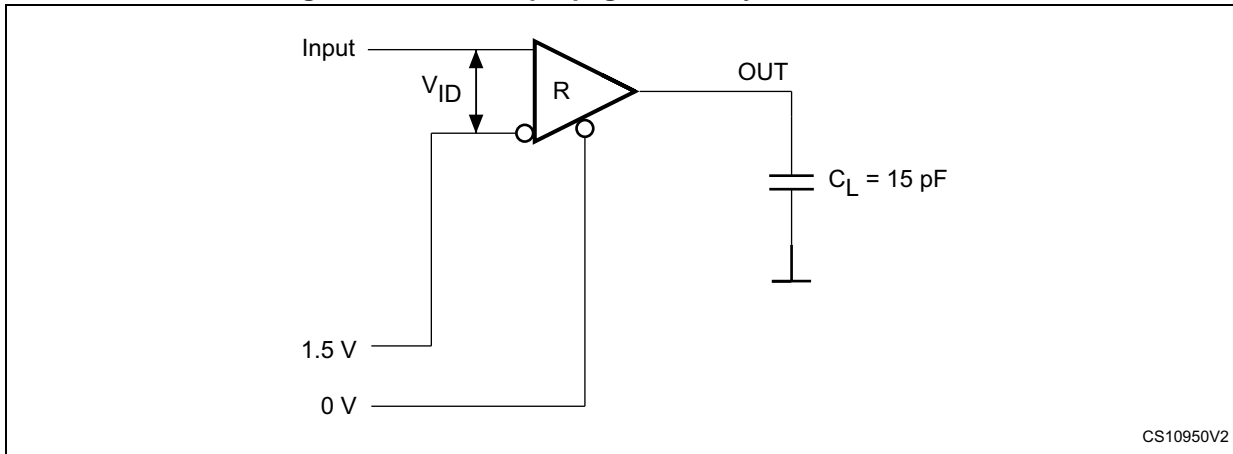 Input
V_ID
R
OUT
C_L = 15 pF
1.5 V
0 V
CS10950V2